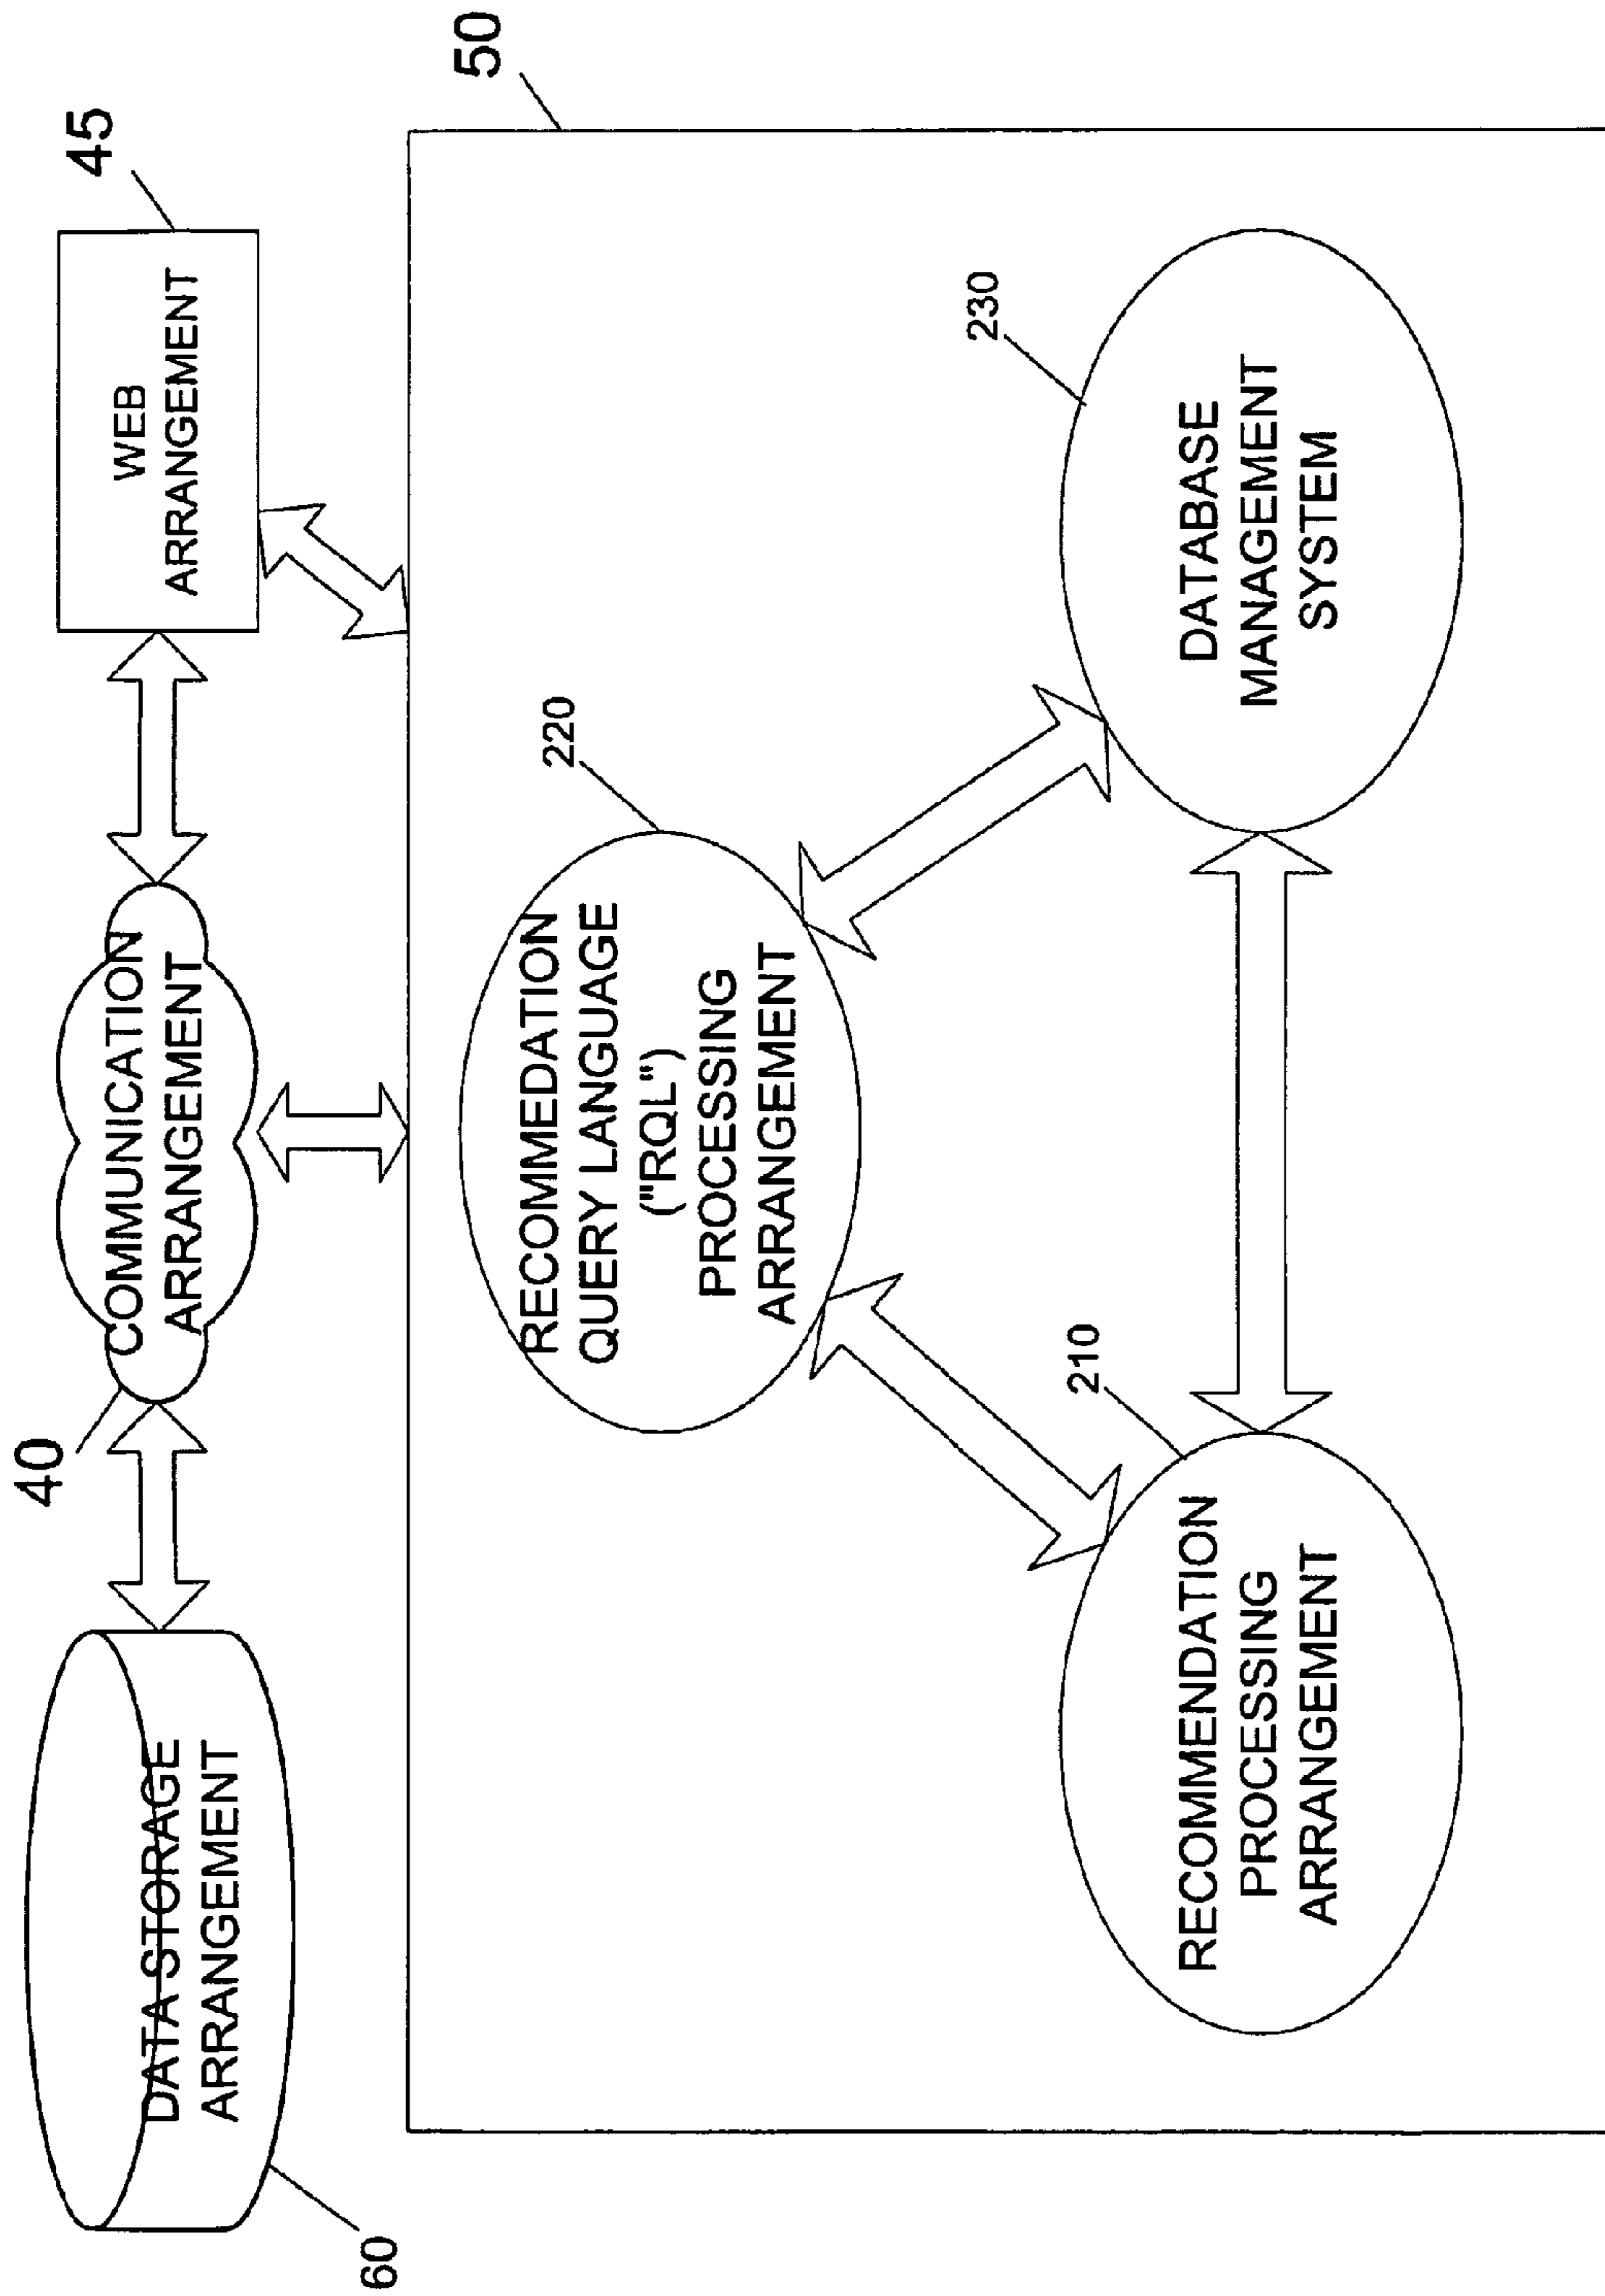 60
DATA STORAGE
ARRANGEMENT
40
COMMUNICATION
ARRANGEMENT
WEB
ARRANGEMENT
45
50
RECOMMEDATION
QUERY LANGUAGE
("RQL")
PROCESSING
ARRANGEMENT
220
RECOMMENDATION
PROCESSING
ARRANGEMENT
210
DATABASE
MANAGEMENT
SYSTEM
230